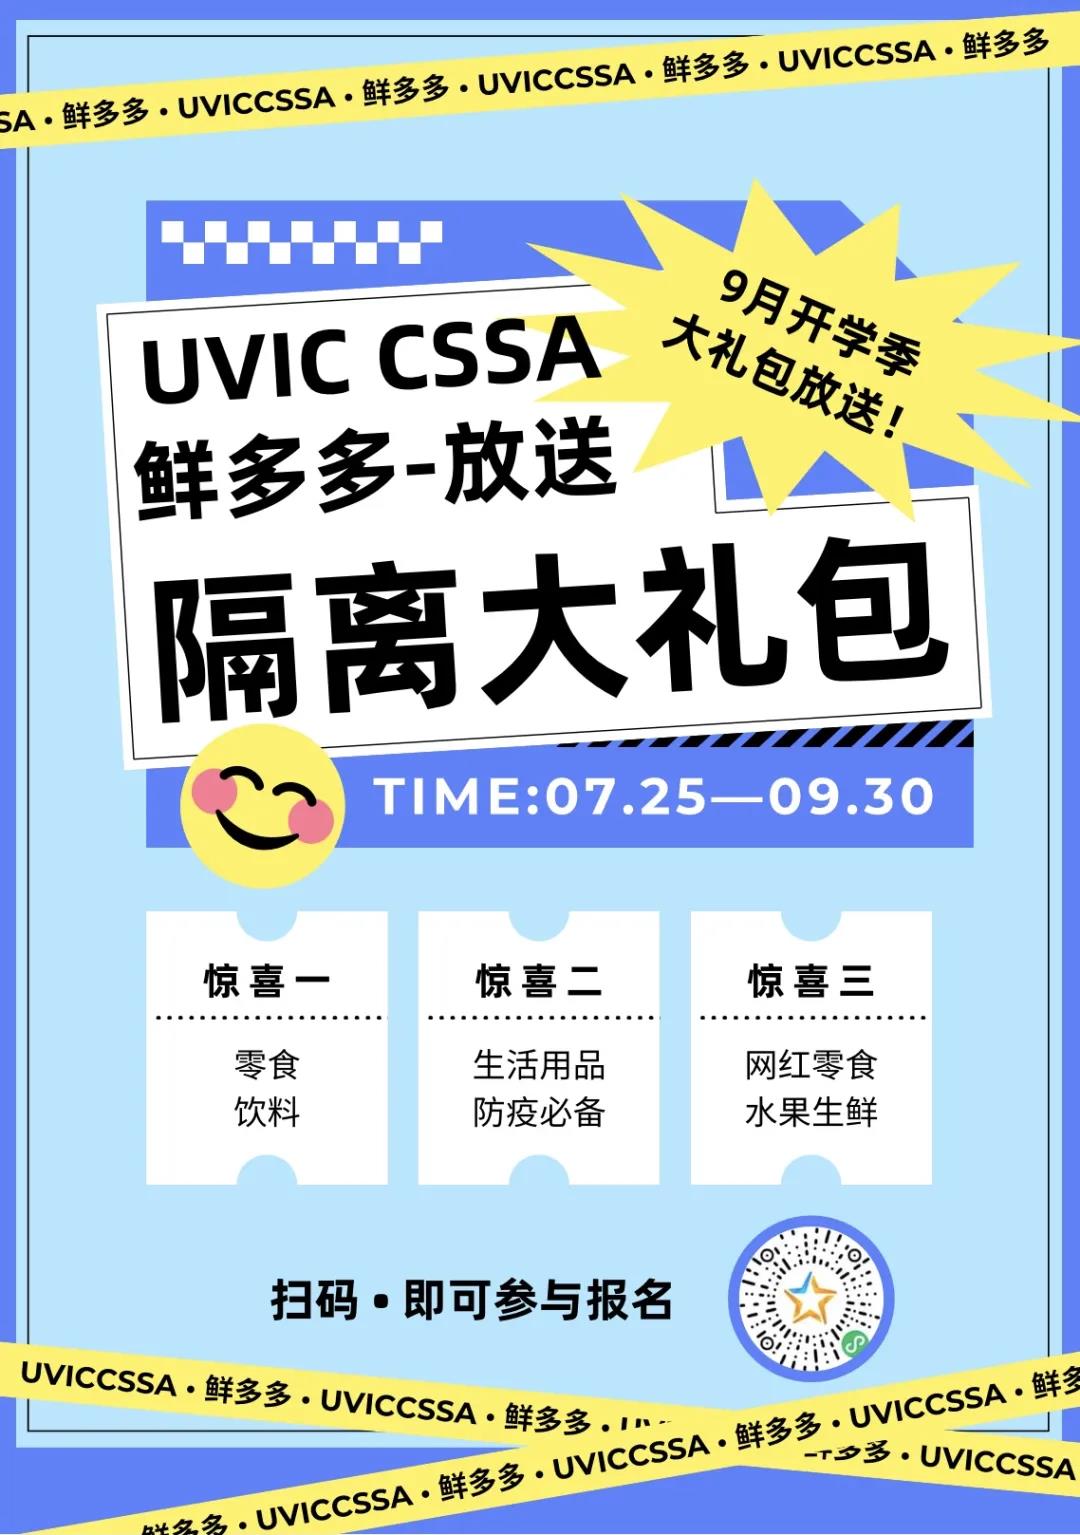 SA • 鲜多多 • UVICCSSA • 鲜多多 • UVICCSSA • 鲜多多 • UVICCSSA • 鲜多多
9月开学季
大礼包放送！
UVIC CSSA
鲜多多-放送
隔离大礼包
TIME:07.25—09.30
惊喜一
零食
饮料
惊喜二
生活用品
防疫必备
惊喜三
网红零食
水果生鲜
扫码 • 即可参与报名
UVICCSSA • 鲜多多 • UVICCSSA • 鲜多多 • 鲜多多 • UVICCSSA
鲜多多 • UVICCSSA • 鲜多多 • UVICCSSA • 鲜多多 • UVICCSSA • 鲜多